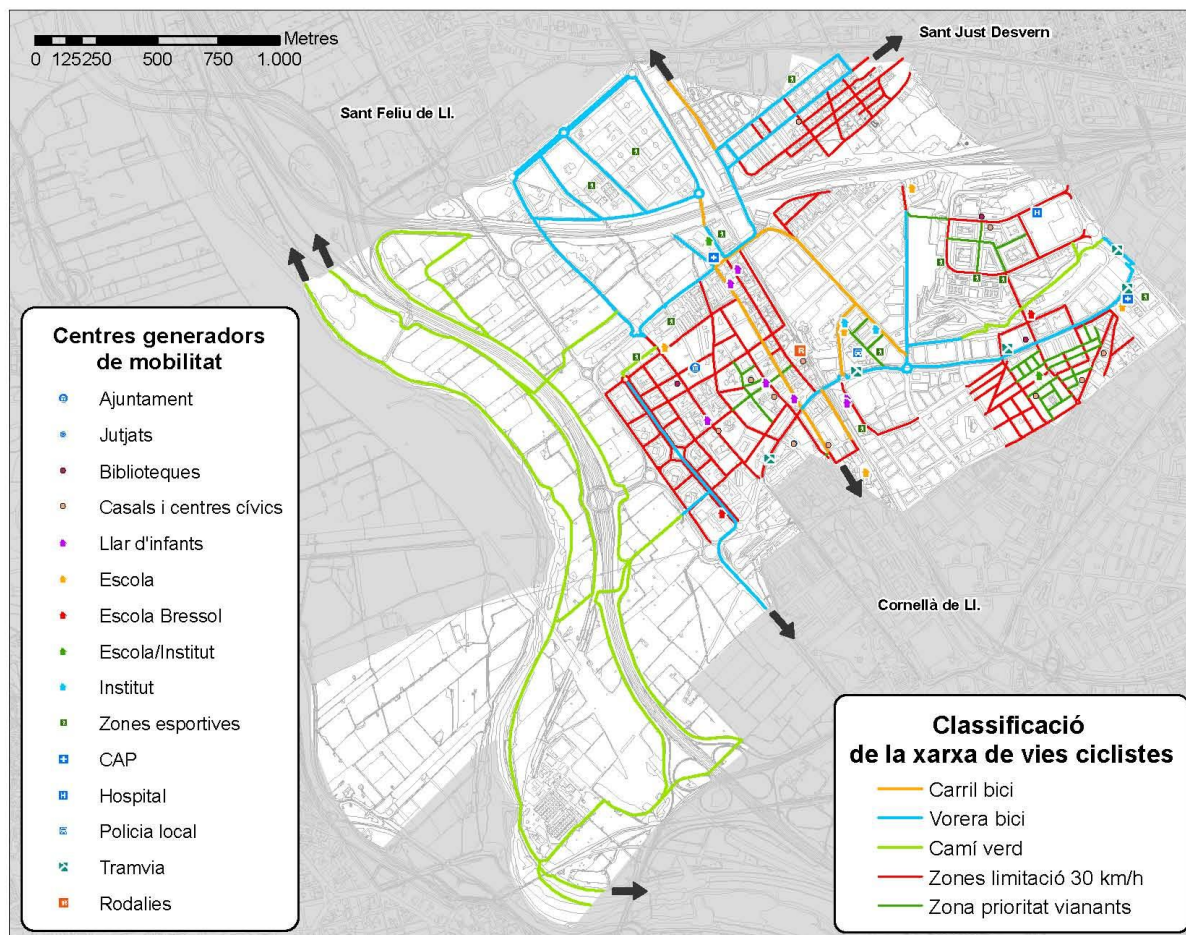 Metres
0 125 250 500 750 1.000
Sant Just Desvern
Sant Feliu de Ll.
Cornellà de Ll.
Centres generadors
de mobilitat
Ajuntament
Jutjats
Biblioteques
Casals i centres cívics
Llar d'infants
Escola
Escola Bressol
Escola/Institut
Institut
Zones esportives
CAP
H Hospital
Policia local
Tramvia
R Rodalies
Classificació
de la xarxa de vies ciclistes
Carril bici
Vorera bici
Camí verd
Zones limitació 30 km/h
Zona prioritat vianants